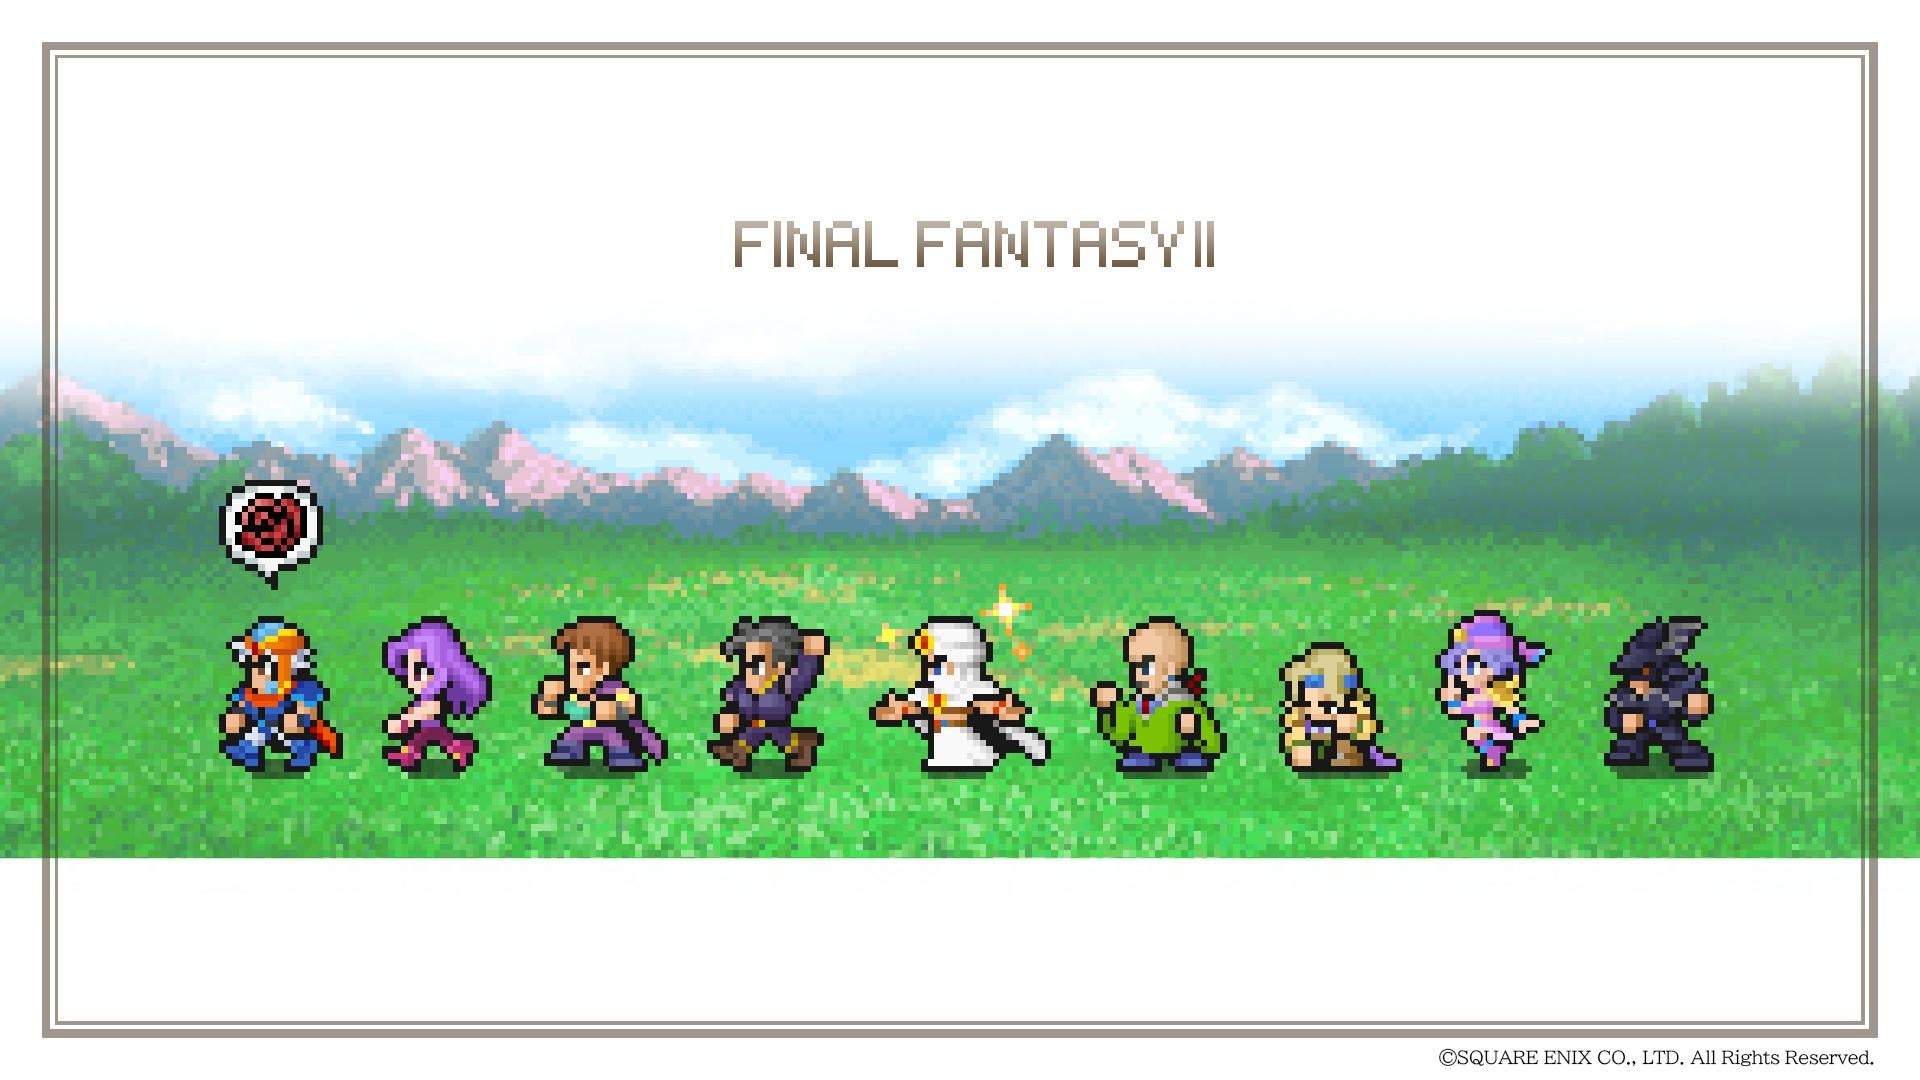 FINAL FANTASY II
©SQUARE ENIX CO., LTD. All Rights Reserved.